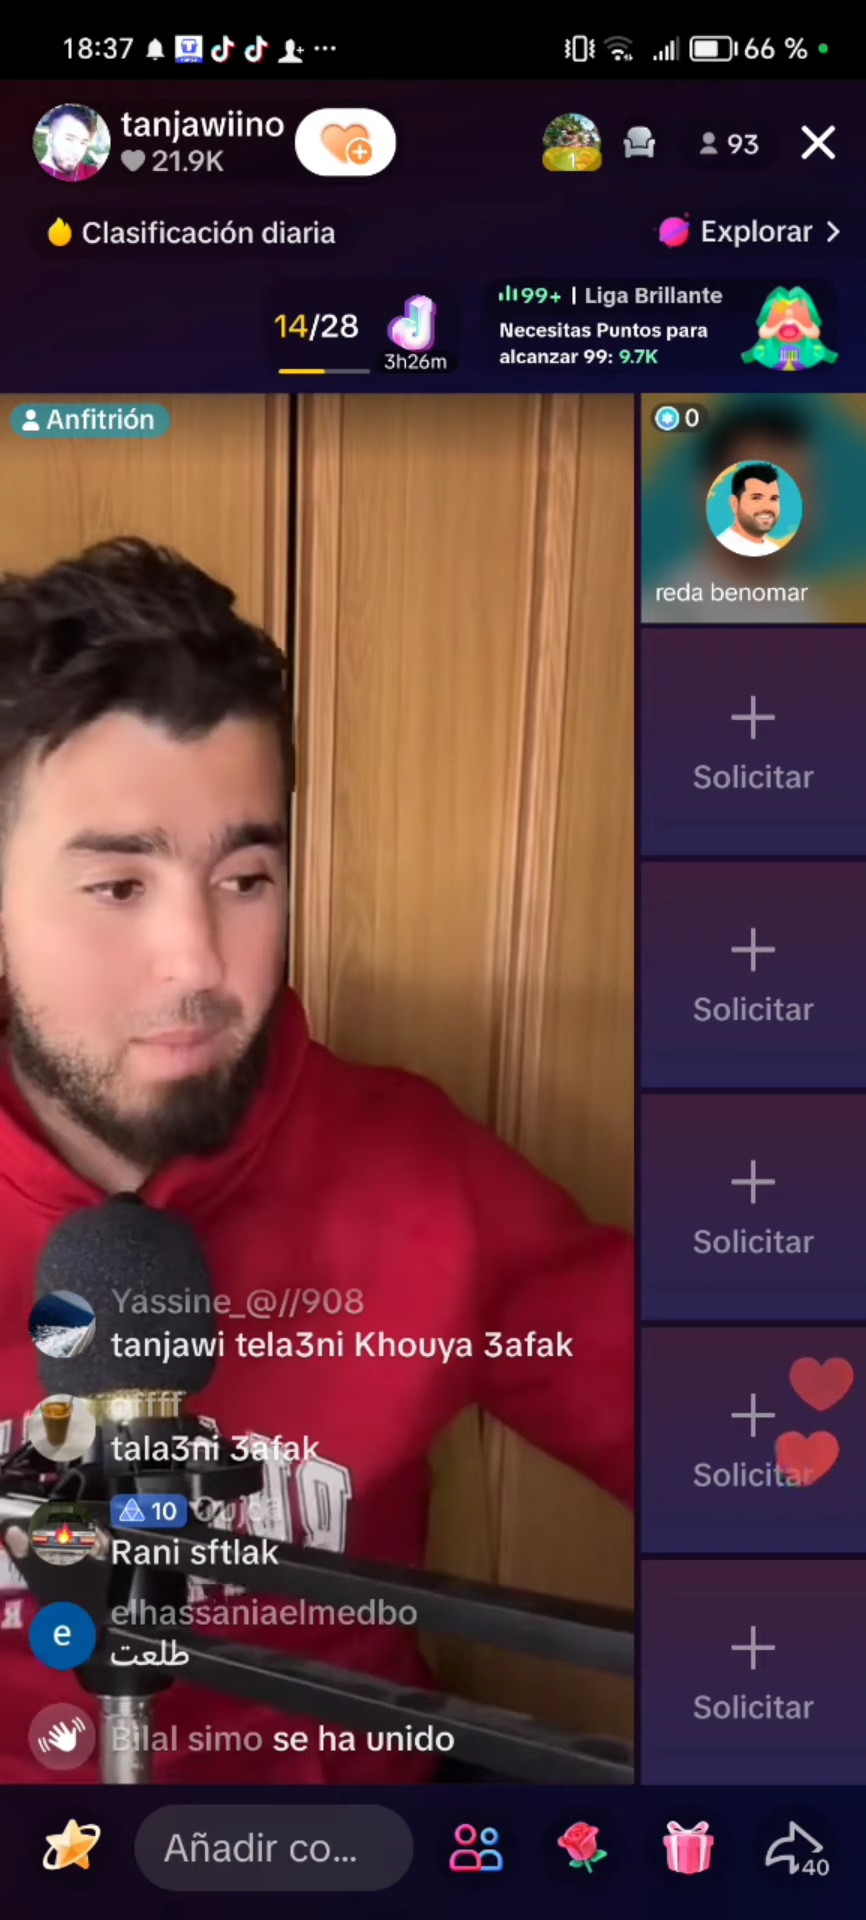 18:37
66 %
tanjawiino
21.9K
1
93
Clasificación diaria
Explorar
14/28
3h26m
99+ | Liga Brillante
Necesitas Puntos para
alcanzar 99: 9.7K
Anfitrión
0
reda benomar
Solicitar
Solicitar
Solicitar
Solicitar
Solicitar
Yassine_@//908
tanjawi tela3ni Khouya 3afak
tala3ni 3afak
10
Rani sftlak
e
elhassaniaelmedbo
طلعت
Bilal simo se ha unido
Añadir co...
40